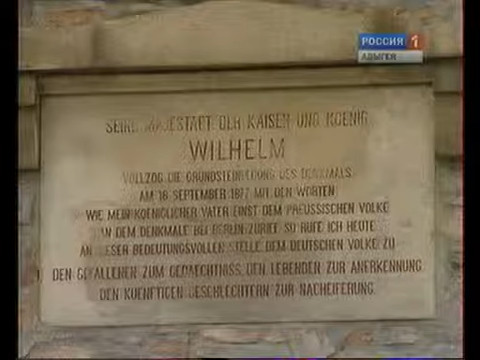 РОССИЯ 1
АДЫГЕЯ
SEINE MAJESTAET DER KAISER UND KOENIG
WILHELM
VOLLZOG DIE GRUNDSTEINLEGUNG DES DENKMALS
AM 16 SEPTEMBER 1877 MIT DEN WORTEN:
WIE MEIN KOENIGLICHER VATER EINST DEM PREUSSISCHEN VOLKE
AN DEM DENKMALE BEI BERLIN ZURIEF SO RUFE ICH HEUTE
AN DIESER BEDEUTUNGSVOLLEN STELLE DEM DEUTSCHEN VOLKE ZU
DEN GEFALLENEN ZUM GEDAECHTNISS, DEN LEBENDEN ZUR ANERKENNUNG
DEN KUENFTIGEN GESCHLECHTERN ZUR NACHEIFERUNG.